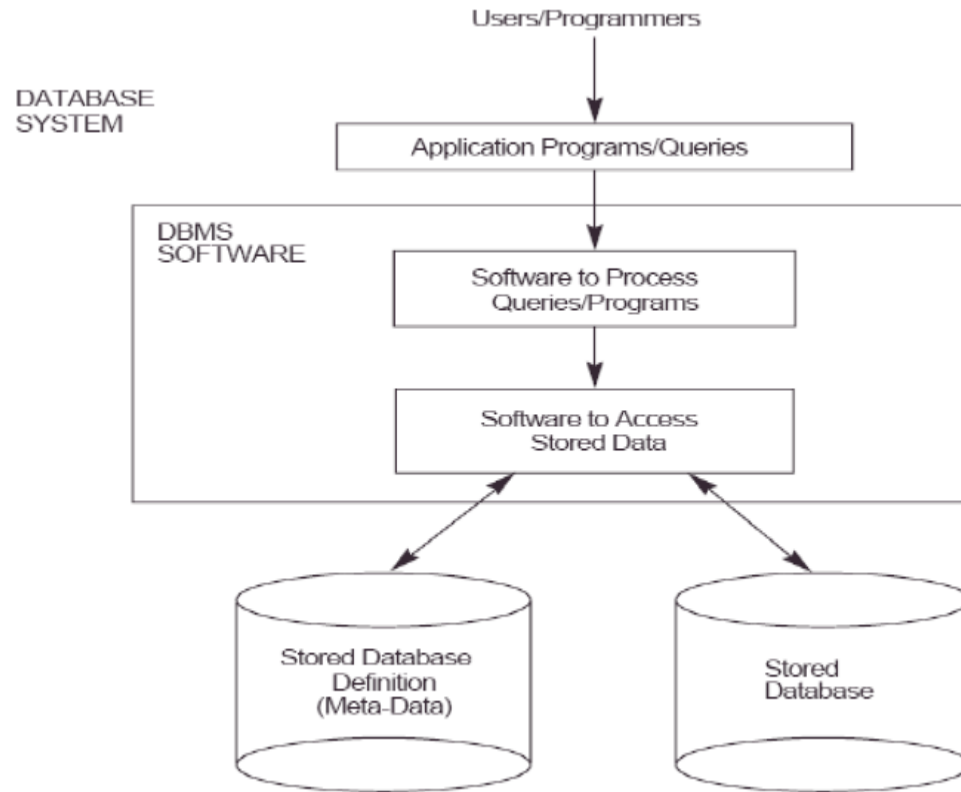 Users/Programmers
DATABASE
SYSTEM
Application Programs/Queries
DBMS
SOFTWARE
Software to Process
Queries/Programs
Software to Access
Stored Data
Stored Database
Definition
(Meta-Data)
Stored
Database